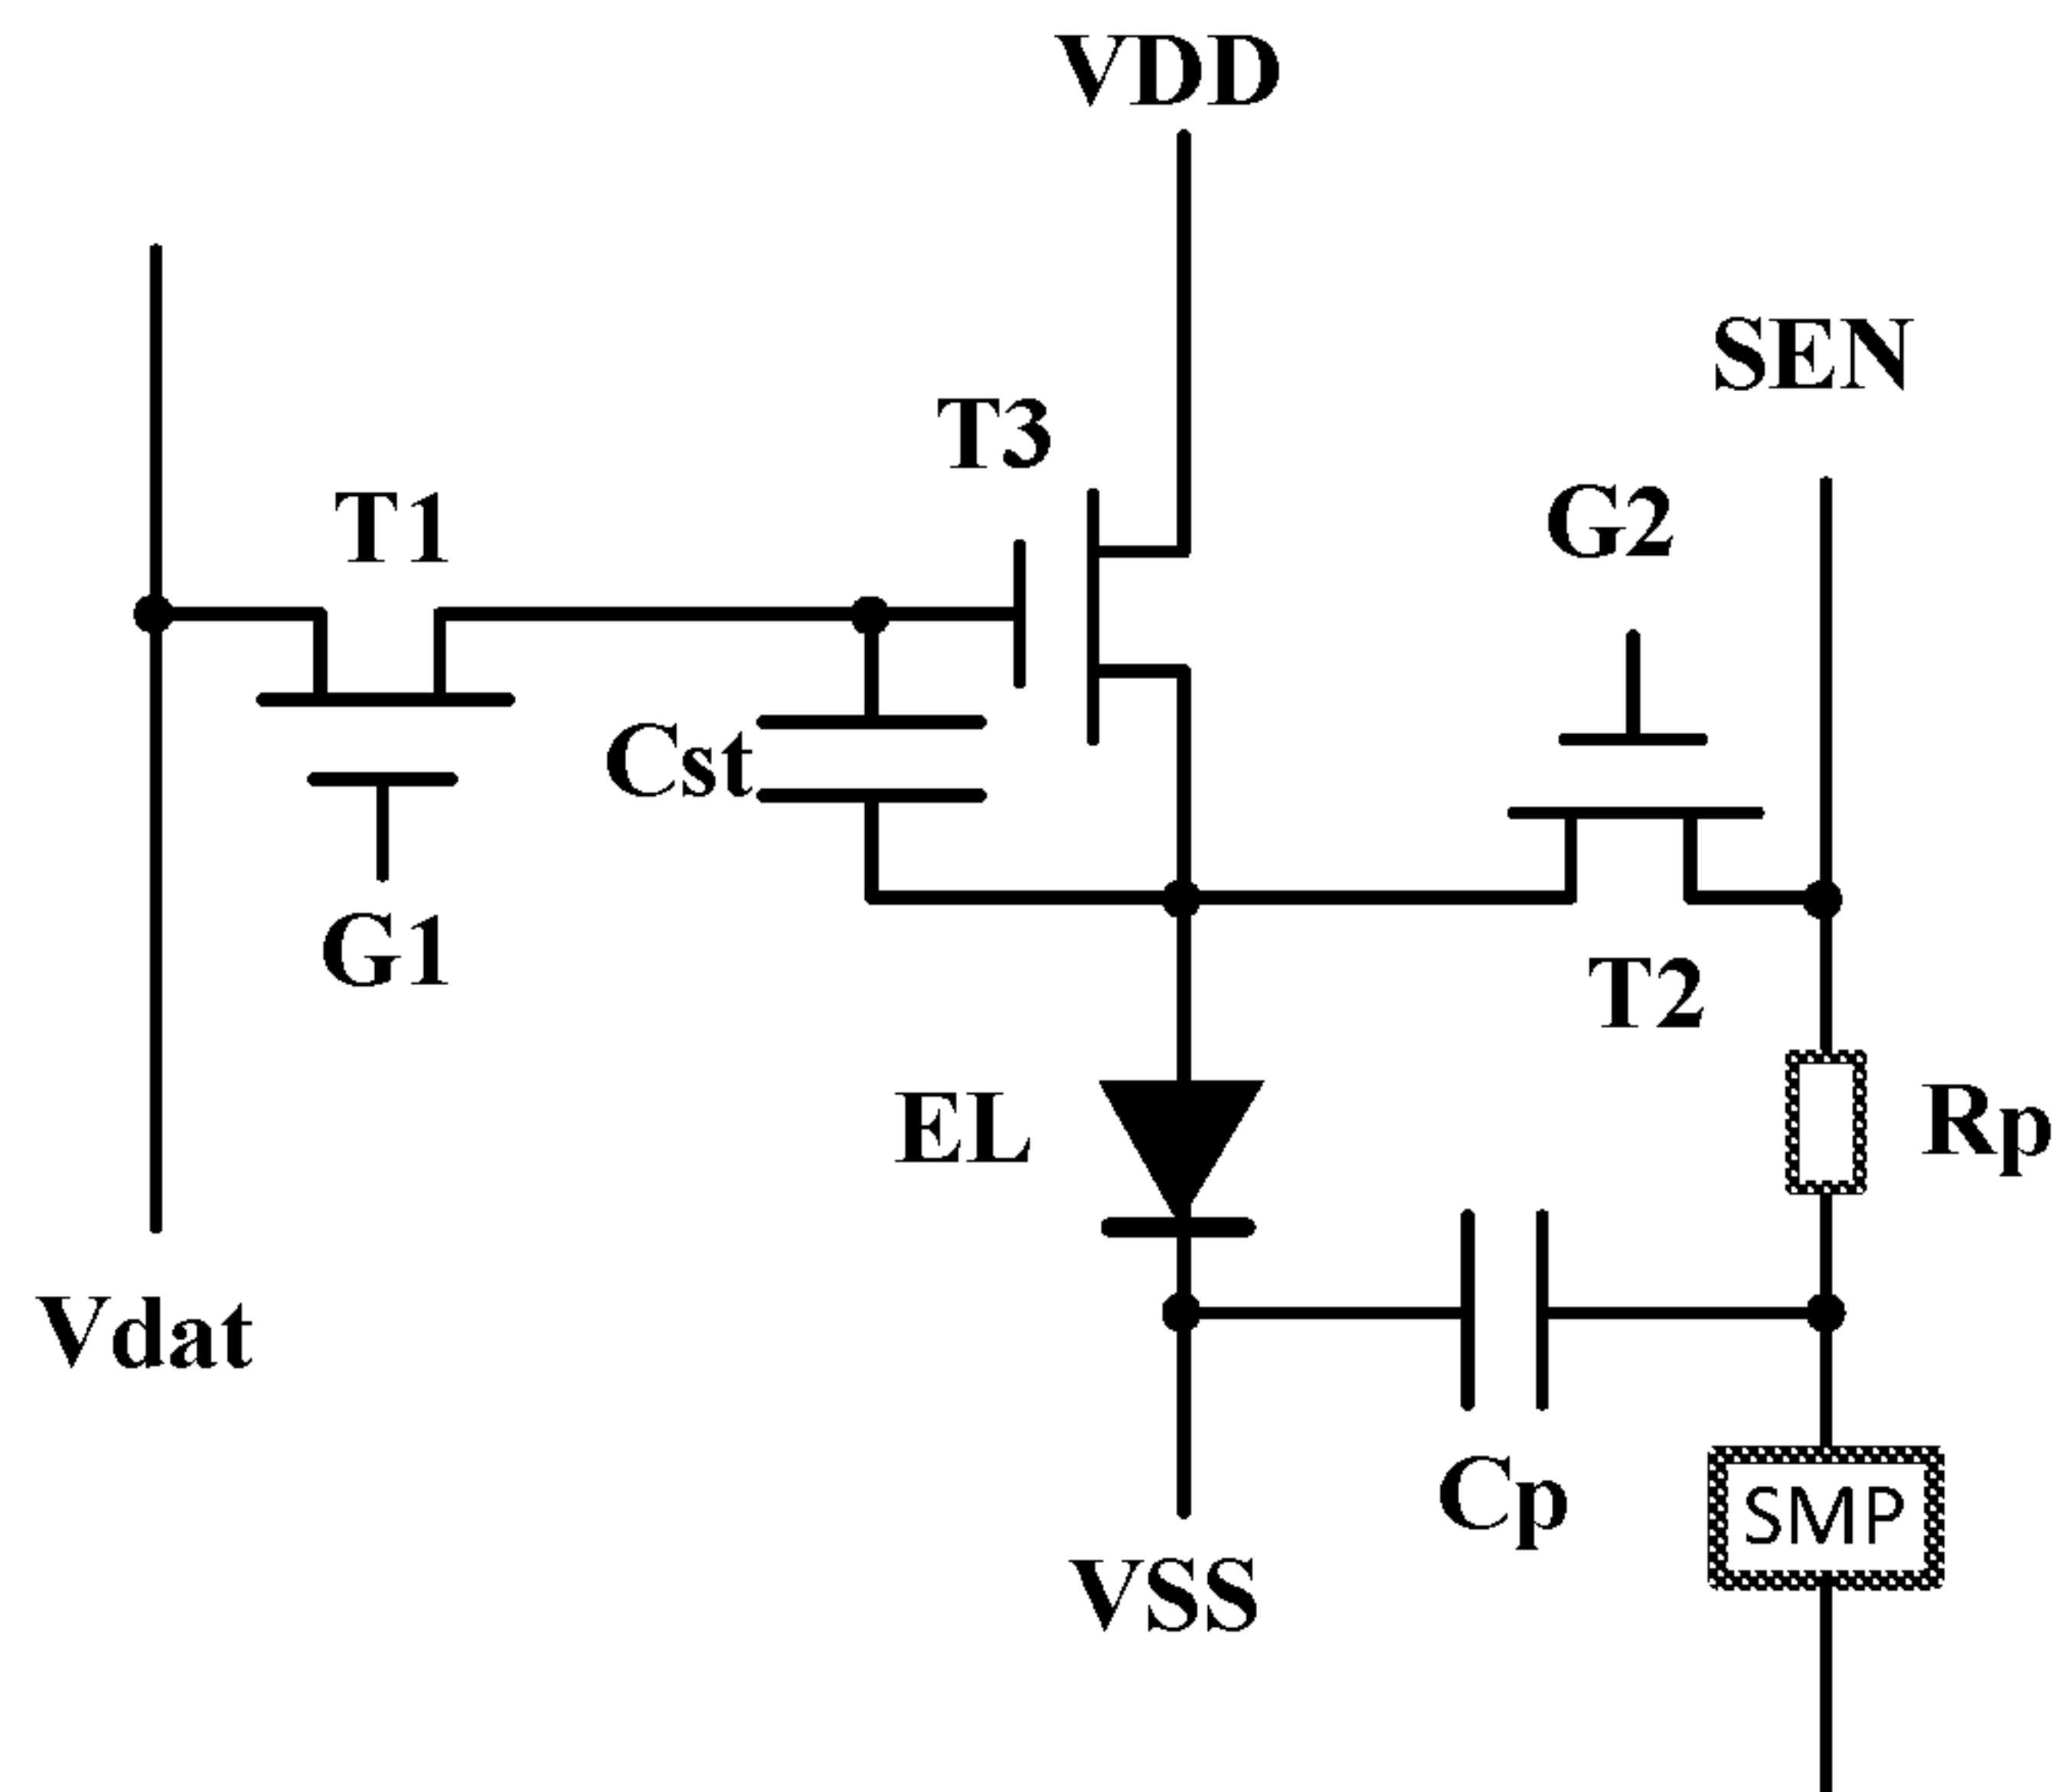 VDD
SEN
T3
G2
T1
Cst
G1
T2
EL
Rp
Vdat
Cp
SMP
VSS